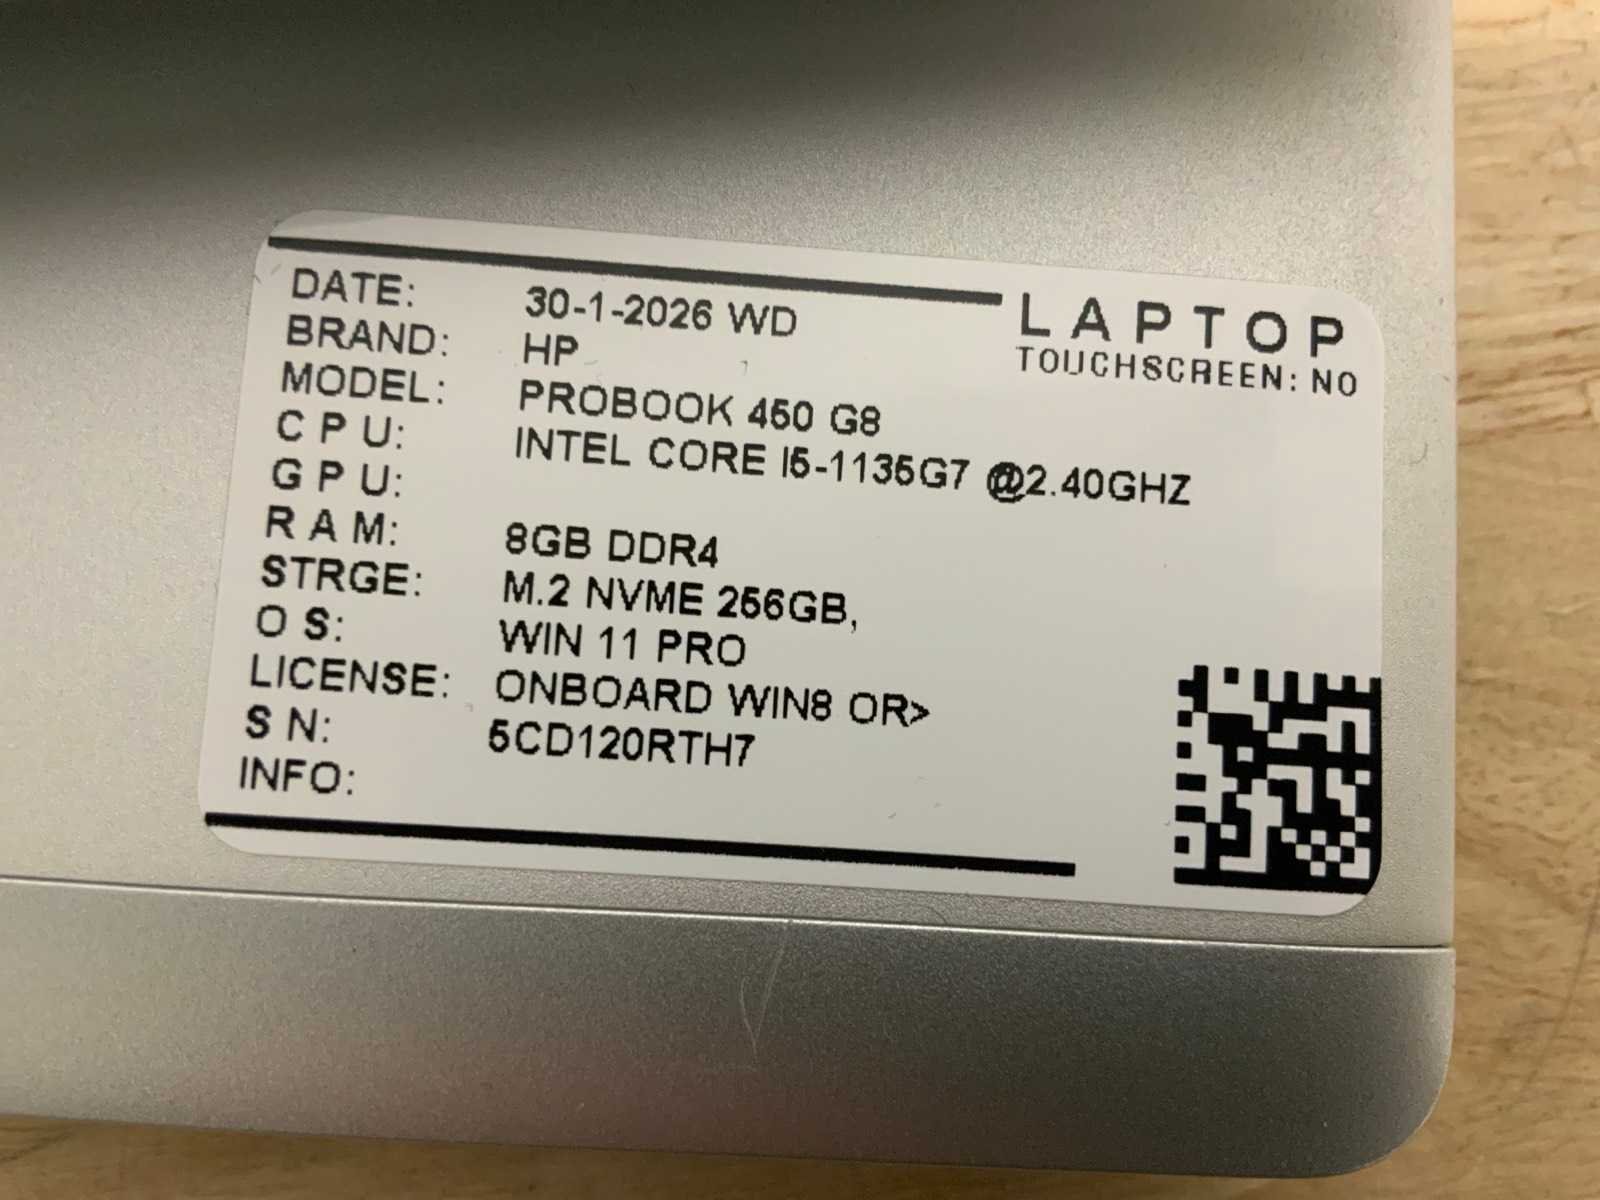 LAPTOP
TOUCHSCREEN: NO
DATE: 30-1-2026 WD
BRAND: HP
MODEL: PROBOOK 450 G8
C P U: INTEL CORE I5-1135G7 @2.40GHZ
G P U:
R A M: 8GB DDR4
STRGE: M.2 NVME 256GB,
O S: WIN 11 PRO
LICENSE: ONBOARD WIN8 OR>
S N: 5CD120RTH7
INFO: